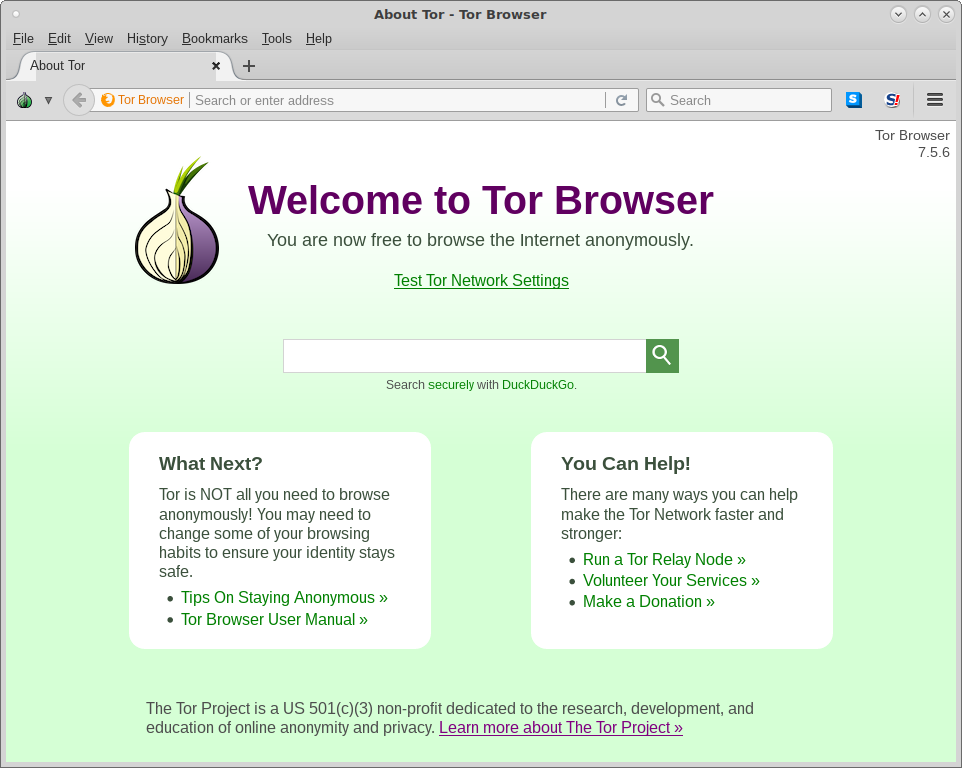 About Tor - Tor Browser
File Edit View History Bookmarks Tools Help
About Tor
Tor Browser Search or enter address
Search
S
S!
Tor Browser
7.5.6
Welcome to Tor Browser
You are now free to browse the Internet anonymously.
Test Tor Network Settings
Search securely with DuckDuckGo.
What Next?
Tor is NOT all you need to browse
anonymously! You may need to
change some of your browsing
habits to ensure your identity stays
safe.
• Tips On Staying Anonymous »
• Tor Browser User Manual »
You Can Help!
There are many ways you can help
make the Tor Network faster and
stronger:
• Run a Tor Relay Node »
• Volunteer Your Services »
• Make a Donation »
The Tor Project is a US 501(c)(3) non-profit dedicated to the research, development, and
education of online anonymity and privacy. Learn more about The Tor Project »